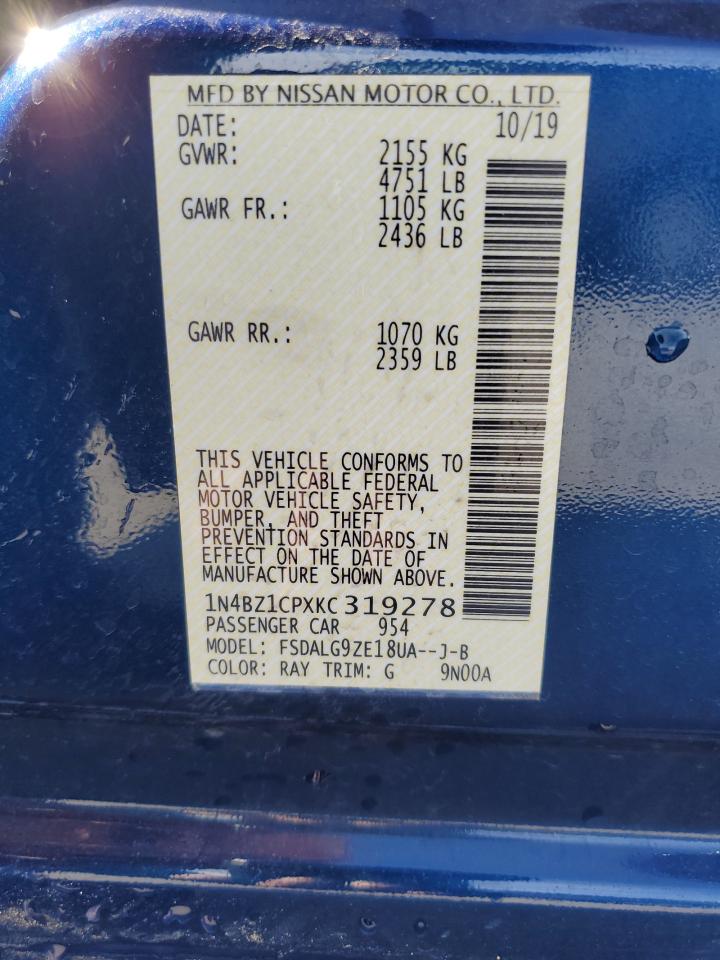 MFD BY NISSAN MOTOR CO., LTD.
DATE: 10/19
GVWR: 2155 KG
4751 LB
GAWR FR.: 1105 KG
2436 LB
GAWR RR.: 1070 KG
2359 LB
THIS VEHICLE CONFORMS TO
ALL APPLICABLE FEDERAL
MOTOR VEHICLE SAFETY,
BUMPER, AND THEFT
PREVENTION STANDARDS IN
EFFECT ON THE DATE OF
MANUFACTURE SHOWN ABOVE.
1N4BZ1CPXKC319278
PASSENGER CAR 954
MODEL: FSDALG9ZE18UA--J-B
COLOR: RAY TRIM: G 9N00A